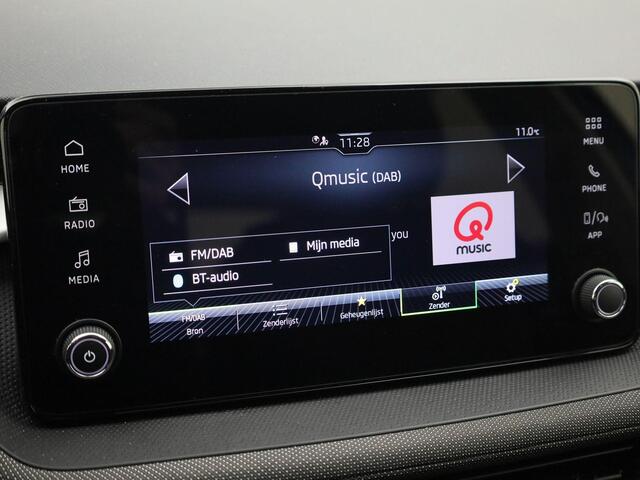 11:28
11.0°C
HOME
RADIO
MEDIA
Qmusic (DAB)
FM/DAB
Mijn media
BT-audio
you
Q
MUSIC
FM/DAB
Bron
Zenderlijst
Geheugenlijst
Zender
Setup
MENU
PHONE
APP